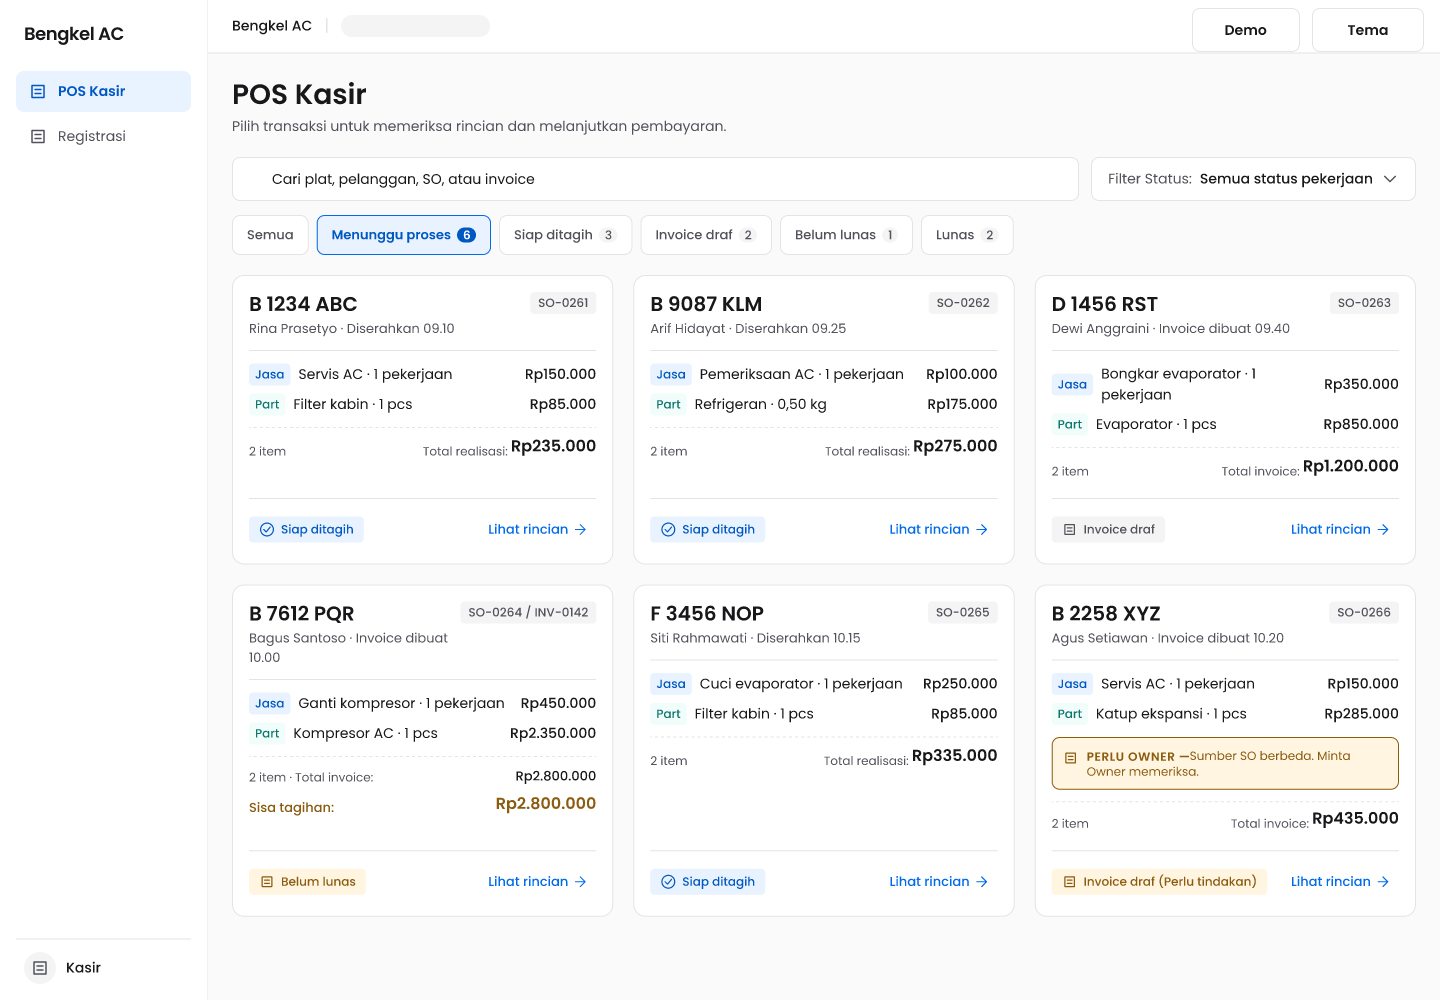 Bengkel AC
POS Kasir
Registrasi
Kasir
Bengkel AC
Demo
Tema
POS Kasir
Pilih transaksi untuk memeriksa rincian dan melanjutkan pembayaran.
Cari plat, pelanggan, SO, atau invoice
Filter Status: Semua status pekerjaan
Semua
Menunggu proses 6
Siap ditagih 3
Invoice draf 2
Belum lunas 1
Lunas 2
B 1234 ABC
SO-0261
Rina Prasetyo · Diserahkan 09.10
Jasa Servis AC · 1 pekerjaan Rp150.000
Part Filter kabin · 1 pcs Rp85.000
2 item Total realisasi: Rp235.000
Siap ditagih
Lihat rincian →
B 9087 KLM
SO-0262
Arif Hidayat · Diserahkan 09.25
Jasa Pemeriksaan AC · 1 pekerjaan Rp100.000
Part Refrigeran · 0,50 kg Rp175.000
2 item Total realisasi: Rp275.000
Siap ditagih
Lihat rincian →
D 1456 RST
SO-0263
Dewi Anggraini · Invoice dibuat 09.40
Jasa Bongkar evaporator · 1
pekerjaan Rp350.000
Part Evaporator · 1 pcs Rp850.000
2 item Total invoice: Rp1.200.000
Invoice draf
Lihat rincian →
B 7612 PQR
SO-0264 / INV-0142
Bagus Santoso · Invoice dibuat
10.00
Jasa Ganti kompresor · 1 pekerjaan Rp450.000
Part Kompresor AC · 1 pcs Rp2.350.000
2 item · Total invoice: Rp2.800.000
Sisa tagihan: Rp2.800.000
Belum lunas
Lihat rincian →
F 3456 NOP
SO-0265
Siti Rahmawati · Diserahkan 10.15
Jasa Cuci evaporator · 1 pekerjaan Rp250.000
Part Filter kabin · 1 pcs Rp85.000
2 item Total realisasi: Rp335.000
Siap ditagih
Lihat rincian →
B 2258 XYZ
SO-0266
Agus Setiawan · Invoice dibuat 10.20
Jasa Servis AC · 1 pekerjaan Rp150.000
Part Katup ekspansi · 1 pcs Rp285.000
PERLU OWNER —Sumber SO berbeda. Minta
Owner memeriksa.
2 item Total invoice: Rp435.000
Invoice draf (Perlu tindakan)
Lihat rincian →